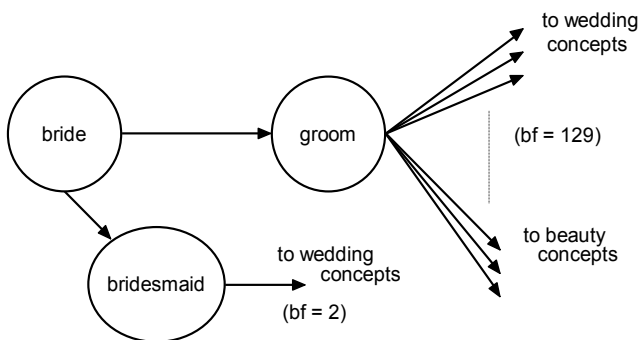 to wedding
concepts
bride
groom
(bf = 129)
to beauty
concepts
to wedding
concepts
bridesmaid
(bf = 2)